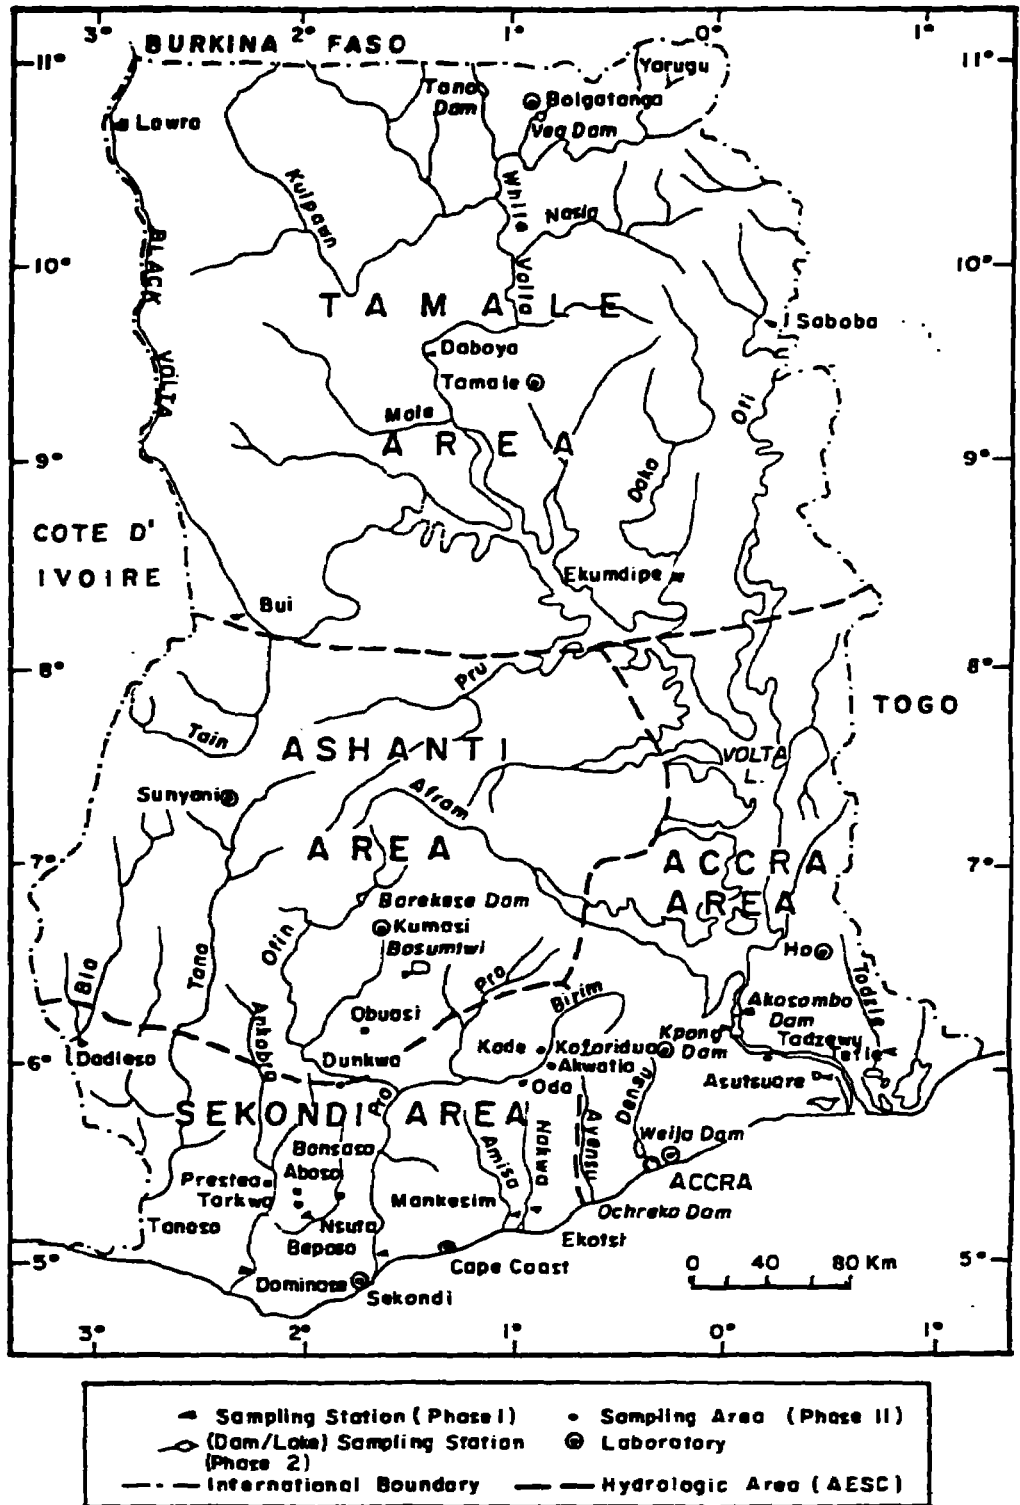 3° 2° 1° 0° 1°
BURKINA FASO
11° 11°
Yarugu
Tano
Dam
Bolgatanga
Vea Dam
Lawra
Kulpawn
White Volta
Nasia
BLACK VOLTA
10° 10°
TAMALE
Saboba
Daboya
Tamale
Oti
Mole
AREA
9° 9°
Daka
COTE D'
IVOIRE
Ekumdipe
Bui
8° 8°
Pru
TOGO
Tain
ASHANTI
VOLTA
L.
Sunyani
Afram
AREA
7° 7°
ACCRA
AREA
Barekese Dam
Kumasi
Bosumtwi
Ofin
Ho
Bia
Tano
Pra
Todzie
Birim
Akosombo
Dam
Ankobra
Obuasi
Kpong
Dam
Tadzewu
Tefle
Dadieso
Dunkwa
Kade
Koforidua
6° 6°
Akwatia
Oda
Asutsuare
Pra
Densu
SEKONDI AREA
Ayensu
Nakwa
Amisa
Bonsaso
Weija Dam
Aboso
Prestea
Tarkwa
Mankesim
ACCRA
Tanoso
Nsuta
Ochreko Dam
Beposo
Ekotsi
5° 5°
Cape Coast
0 40 80 Km
Dominase
Sekondi
3° 2° 1° 0° 1°
Sampling Station (Phase I)
Sampling Area (Phase II)
(Dam/Lake) Sampling Station
(Phase 2)
Laboratory
International Boundary
Hydrologic Area (AESC)